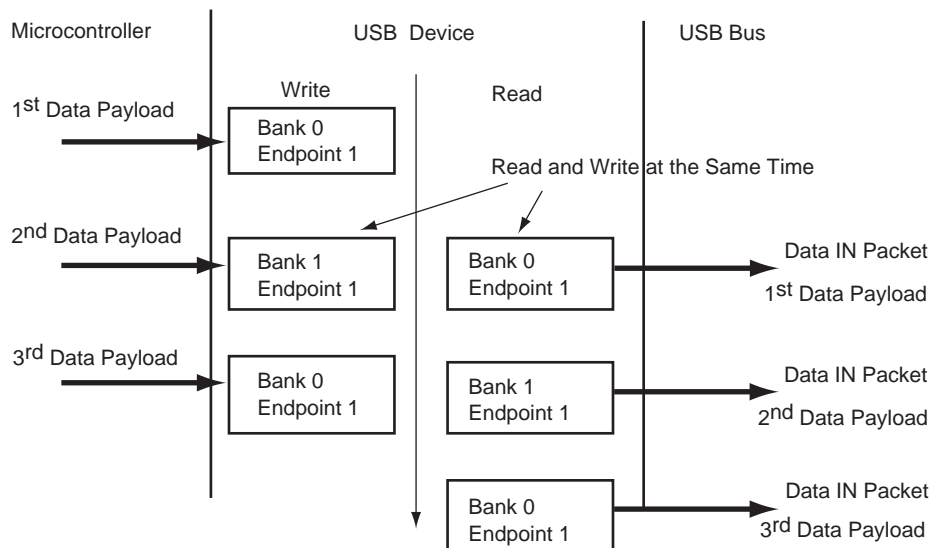 Microcontroller
USB Device
USB Bus
Write
Read
1st Data Payload
Bank 0
Endpoint 1
Read and Write at the Same Time
2nd Data Payload
Bank 1
Endpoint 1
Bank 0
Endpoint 1
Data IN Packet
1st Data Payload
3rd Data Payload
Bank 0
Endpoint 1
Bank 1
Endpoint 1
Data IN Packet
2nd Data Payload
Bank 0
Endpoint 1
Data IN Packet
3rd Data Payload